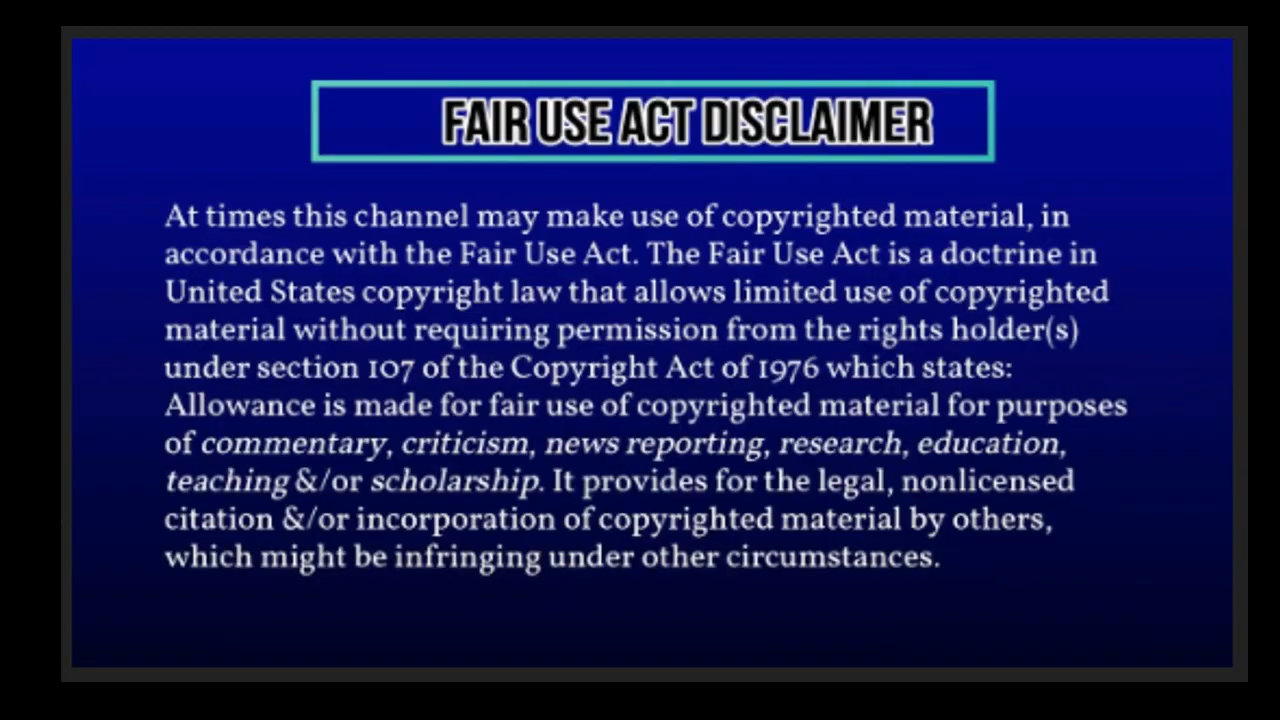 FAIR USE ACT DISCLAIMER
At times this channel may make use of copyrighted material, in
accordance with the Fair Use Act. The Fair Use Act is a doctrine in
United States copyright law that allows limited use of copyrighted
material without requiring permission from the rights holder(s)
under section 107 of the Copyright Act of 1976 which states:
Allowance is made for fair use of copyrighted material for purposes
of commentary, criticism, news reporting, research, education,
teaching &/or scholarship. It provides for the legal, nonlicensed
citation &/or incorporation of copyrighted material by others,
which might be infringing under other circumstances.